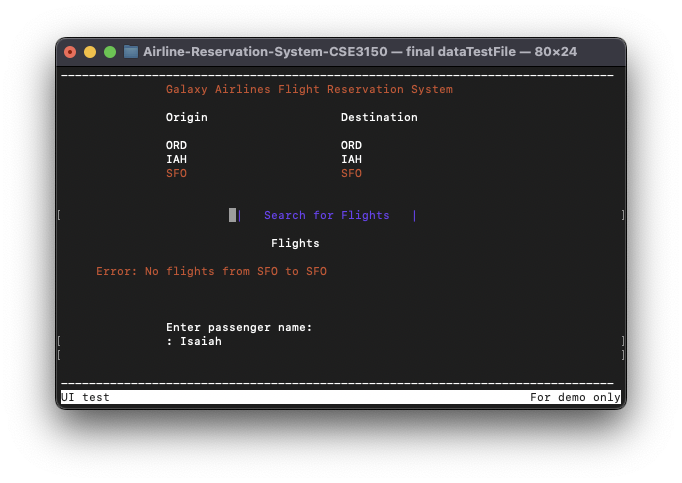 Airline-Reservation-System-CSE3150 — final dataTestFile — 80×24
Galaxy Airlines Flight Reservation System
Origin Destination
ORD ORD
IAH IAH
SFO SFO
[ | Search for Flights | ]
Flights
Error: No flights from SFO to SFO
Enter passenger name:
[ : Isaiah ]
[ ]
UI test For demo only